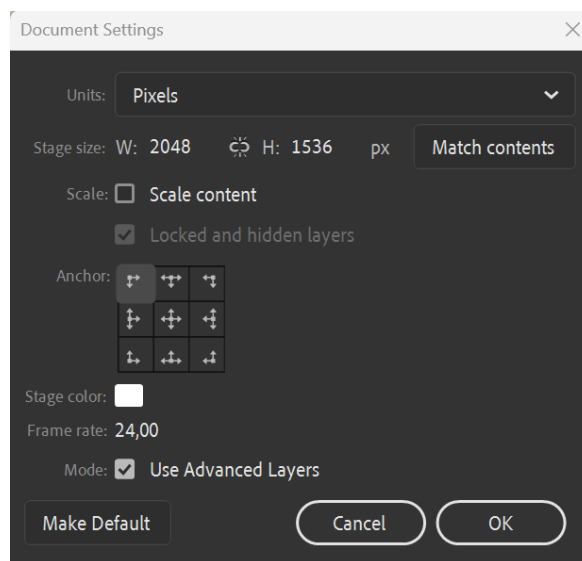 Document Settings
Units: Pixels
Stage size: W: 2048 H: 1536 px Match contents
Scale: Scale content
Locked and hidden layers
Anchor:
Stage color:
Frame rate: 24,00
Mode: Use Advanced Layers
Make Default Cancel OK